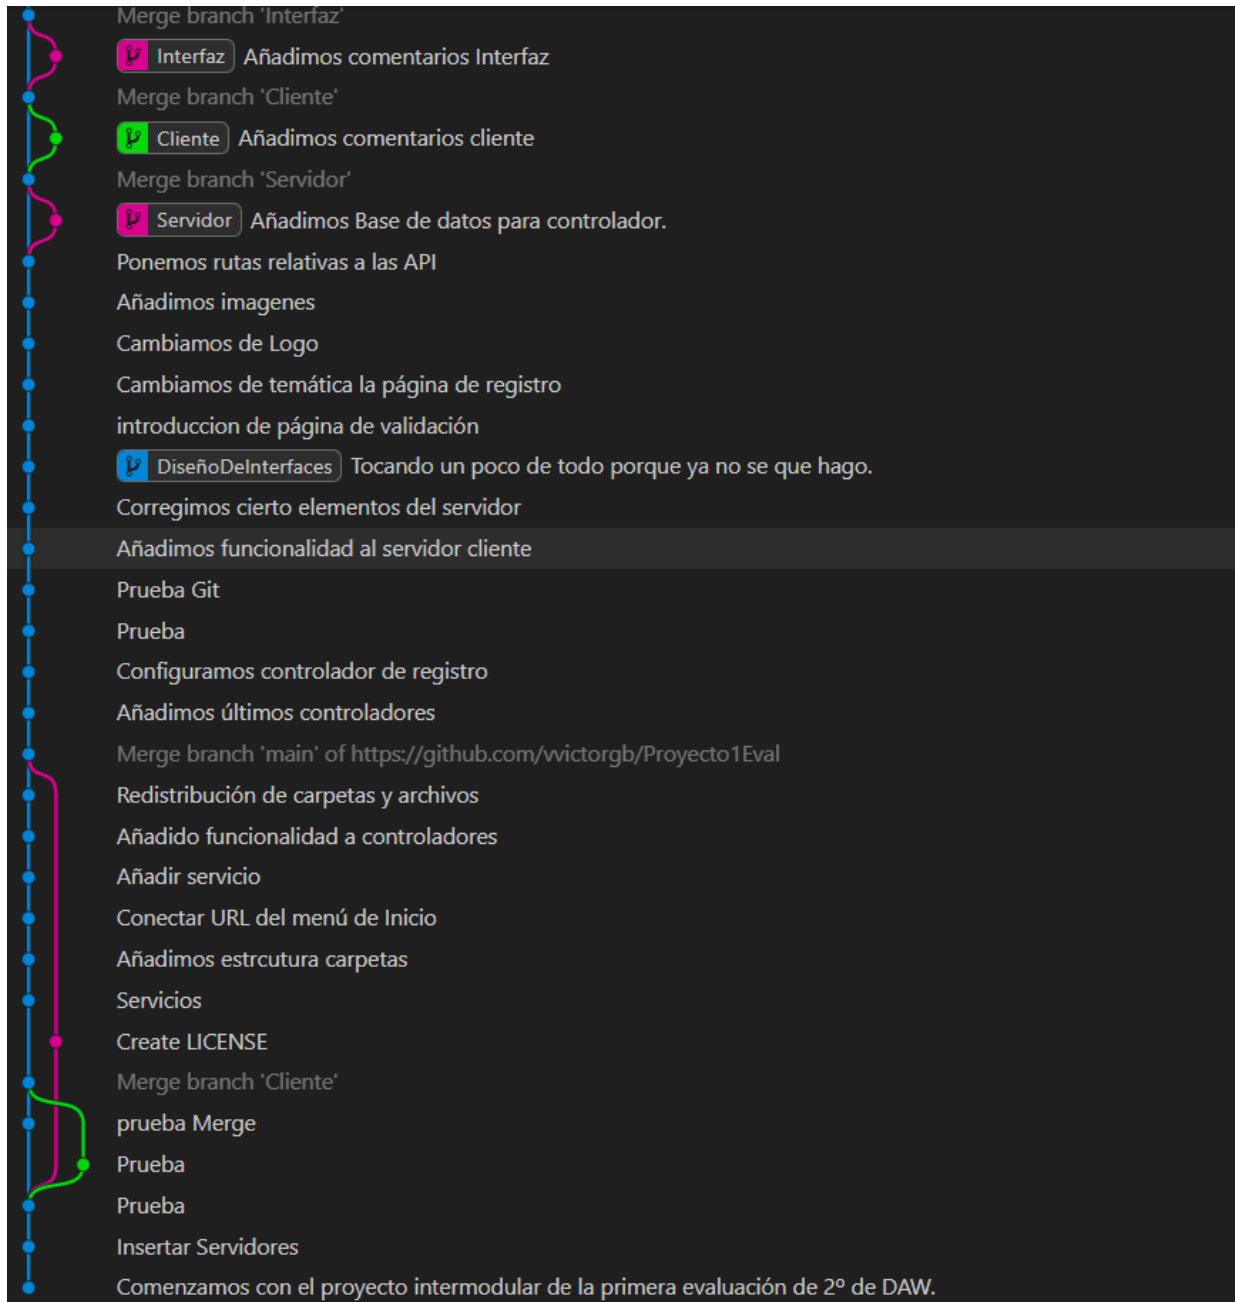 Merge branch 'Interfaz'
Interfaz Añadimos comentarios Interfaz
Merge branch 'Cliente'
Cliente Añadimos comentarios cliente
Merge branch 'Servidor'
Servidor Añadimos Base de datos para controlador.
Ponemos rutas relativas a las API
Añadimos imagenes
Cambiamos de Logo
Cambiamos de temática la página de registro
introduccion de página de validación
DiseñoDeInterfaces Tocando un poco de todo porque ya no se que hago.
Corregimos cierto elementos del servidor
Añadimos funcionalidad al servidor cliente
Prueba Git
Prueba
Configuramos controlador de registro
Añadimos últimos controladores
Merge branch 'main' of https://github.com/vvictorgb/Proyecto1Eval
Redistribución de carpetas y archivos
Añadido funcionalidad a controladores
Añadir servicio
Conectar URL del menú de Inicio
Añadimos estrcutura carpetas
Servicios
Create LICENSE
Merge branch 'Cliente'
prueba Merge
Prueba
Prueba
Insertar Servidores
Comenzamos con el proyecto intermodular de la primera evaluación de 2º de DAW.